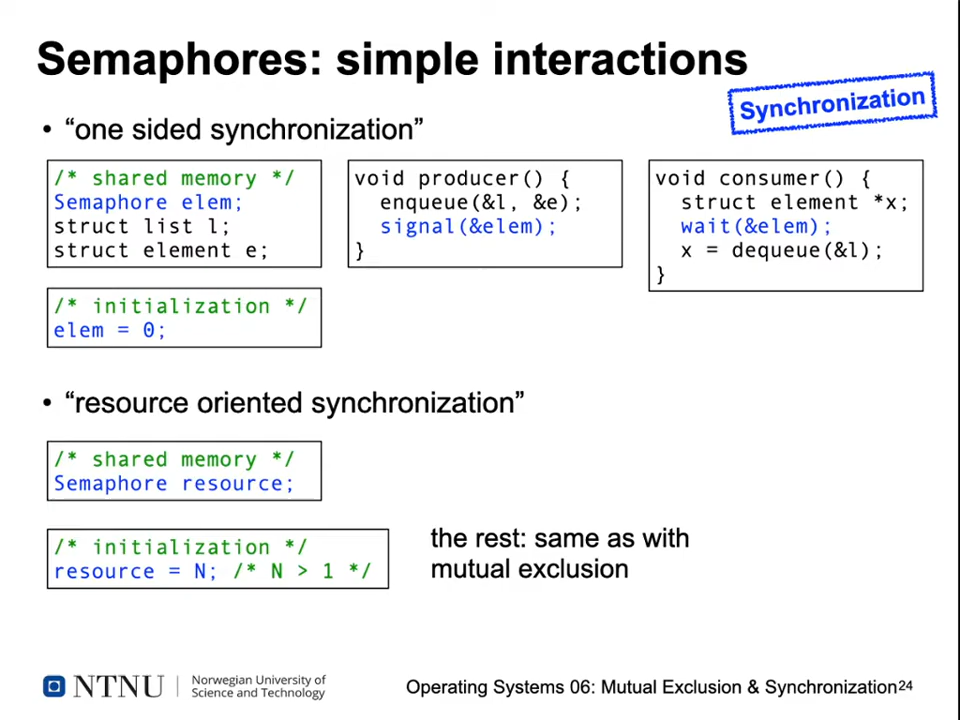 Semaphores: simple interactions
Synchronization
• “one sided synchronization”
/* shared memory */
Semaphore elem;
struct list l;
struct element e;
void producer() {
enqueue(&l, &e);
signal(&elem);
}
void consumer() {
struct element *x;
wait(&elem);
x = dequeue(&l);
}
/* initialization */
elem = 0;
• “resource oriented synchronization”
/* shared memory */
Semaphore resource;
/* initialization */
resource = N; /* N > 1 */
the rest: same as with
mutual exclusion
NTNU
Norwegian University of
Science and Technology
Operating Systems 06: Mutual Exclusion & Synchronization 24